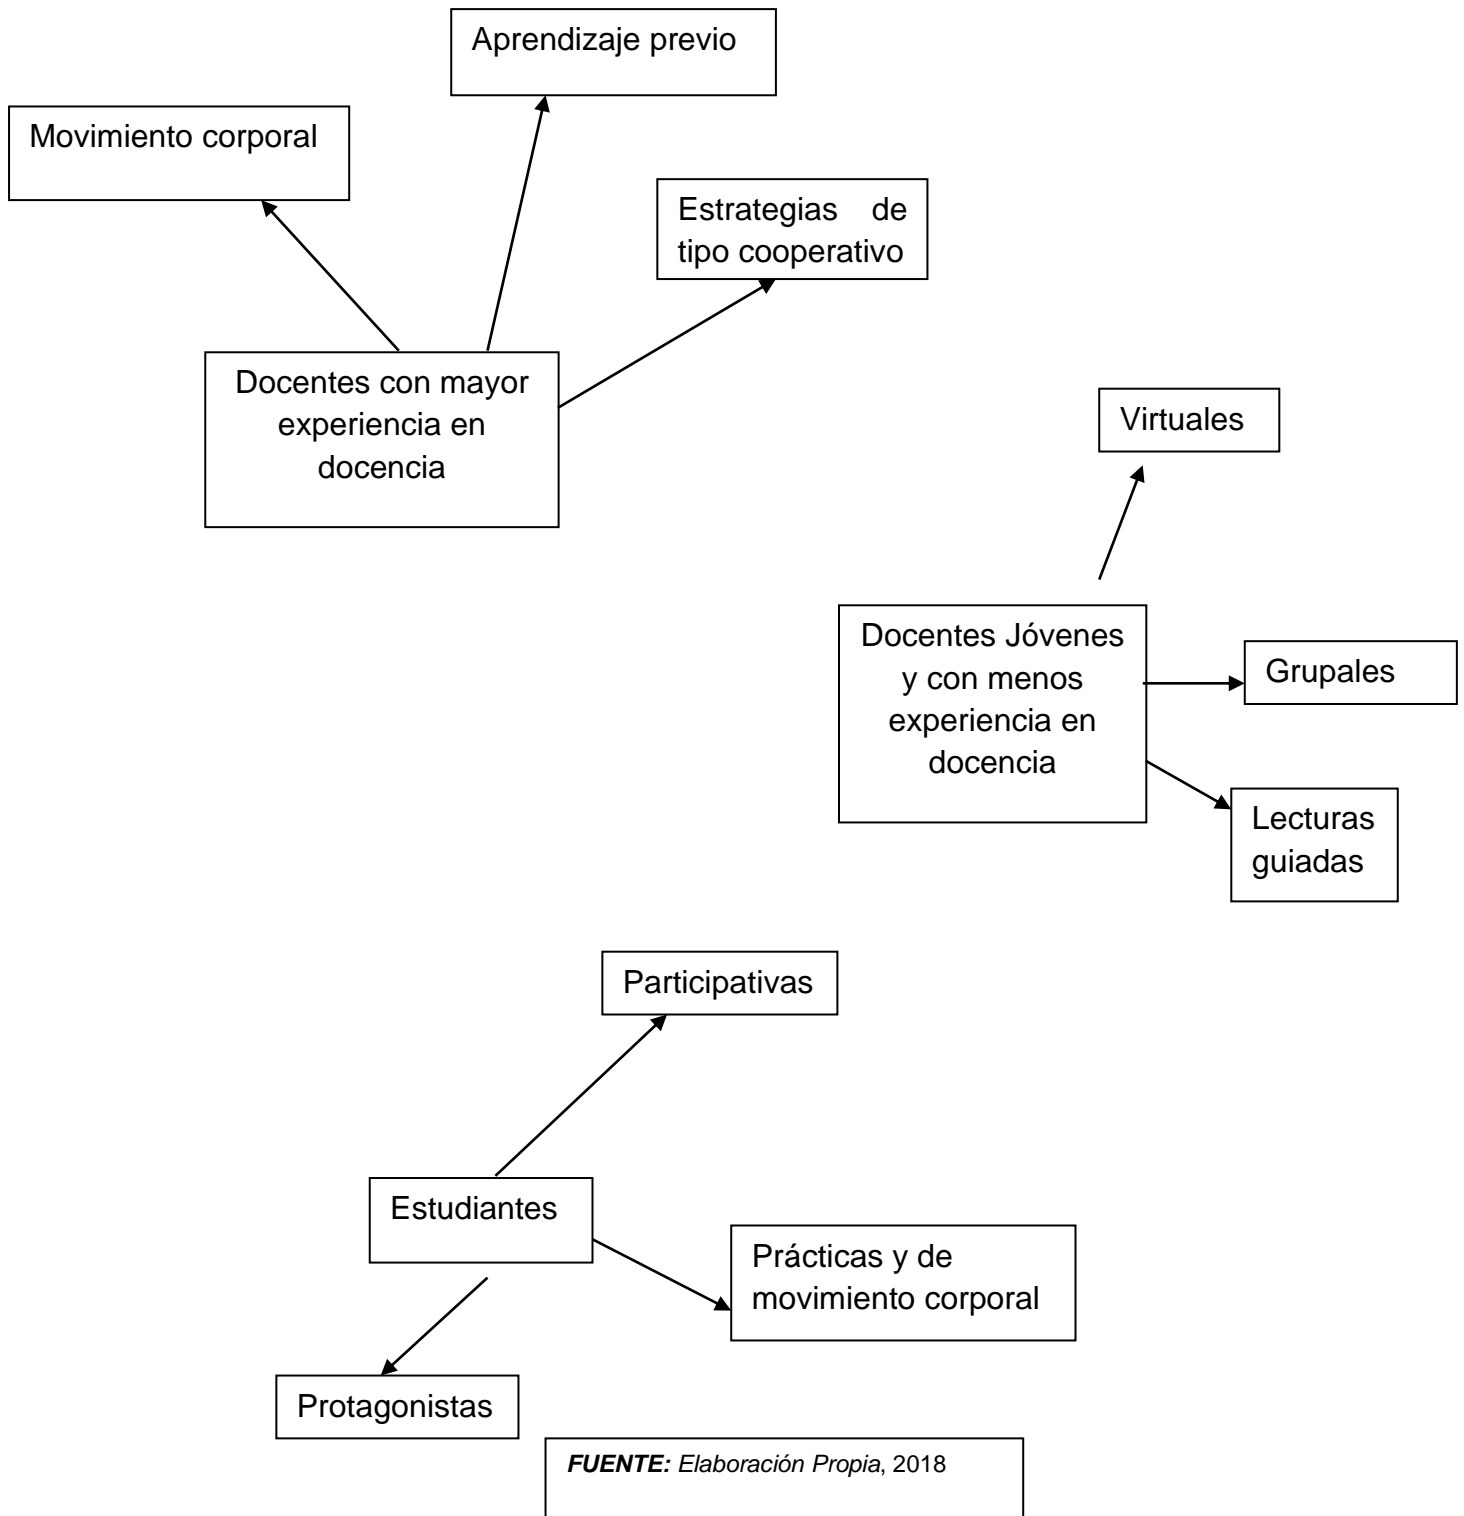 Aprendizaje previo
Movimiento corporal
Estrategias de
tipo cooperativo
Docentes con mayor
experiencia en
docencia
Virtuales
Docentes Jóvenes
y con menos
experiencia en
docencia
Grupales
Lecturas
guiadas
Participativas
Estudiantes
Prácticas y de
movimiento corporal
Protagonistas
FUENTE: Elaboración Propia, 2018